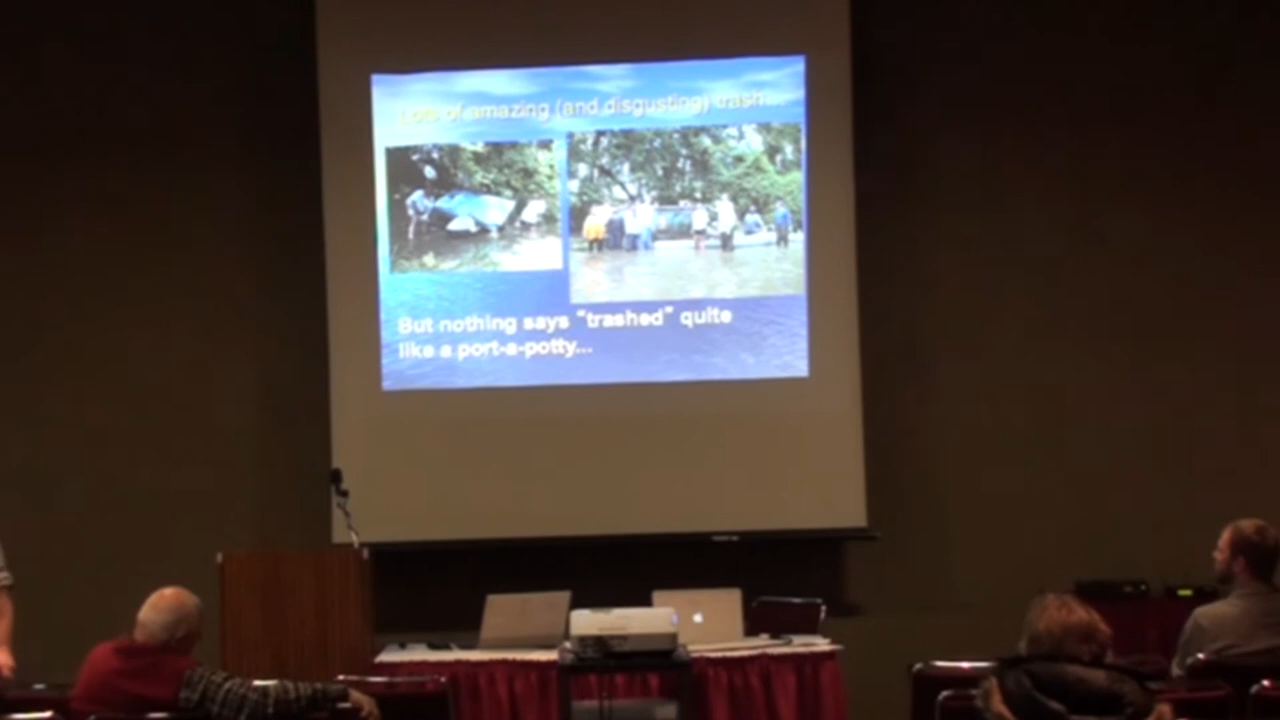 Lots of amazing (and disgusting) trash...
But nothing says “trashed” quite
like a port-a-potty...